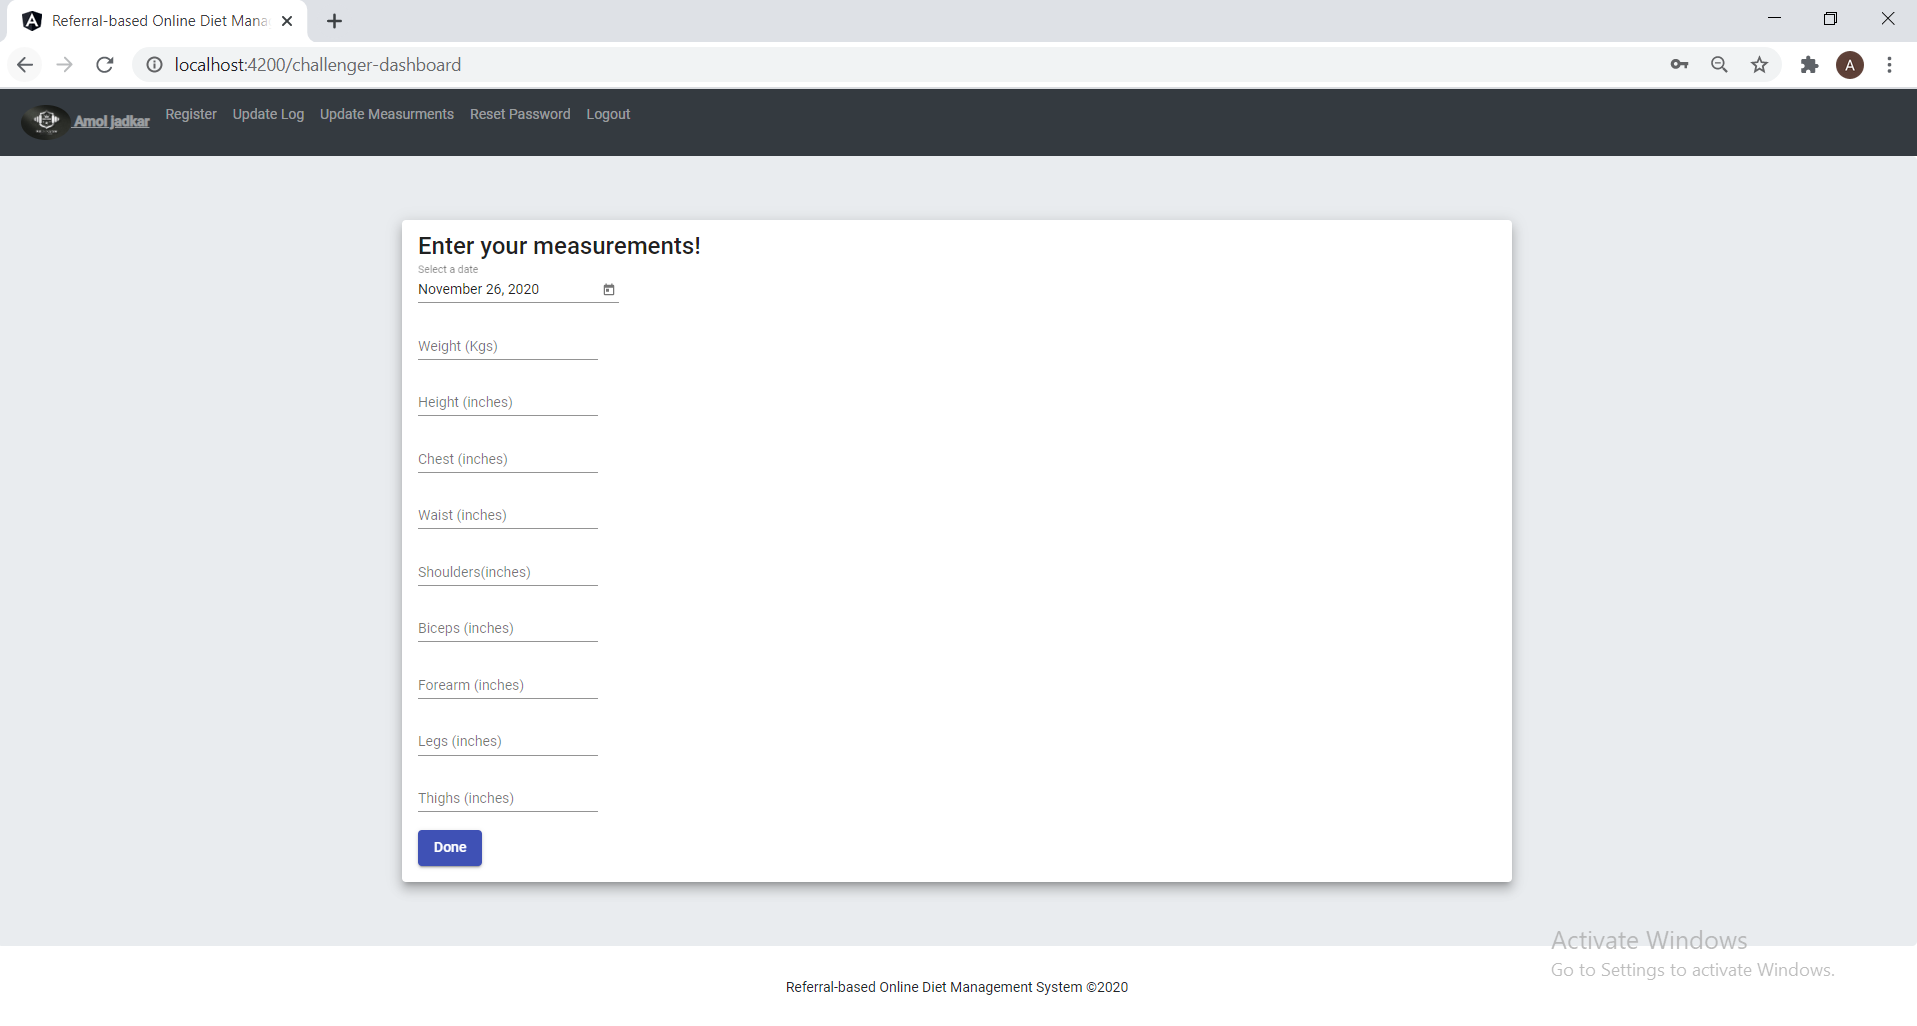 Referral-based Online Diet Mana
localhost:4200/challenger-dashboard
A
Amol jadkar Register Update Log Update Measurments Reset Password Logout
Enter your measurements!
Select a date
November 26, 2020
Weight (Kgs)
Height (inches)
Chest (inches)
Waist (inches)
Shoulders(inches)
Biceps (inches)
Forearm (inches)
Legs (inches)
Thighs (inches)
Done
Activate Windows
Go to Settings to activate Windows.
Referral-based Online Diet Management System ©2020